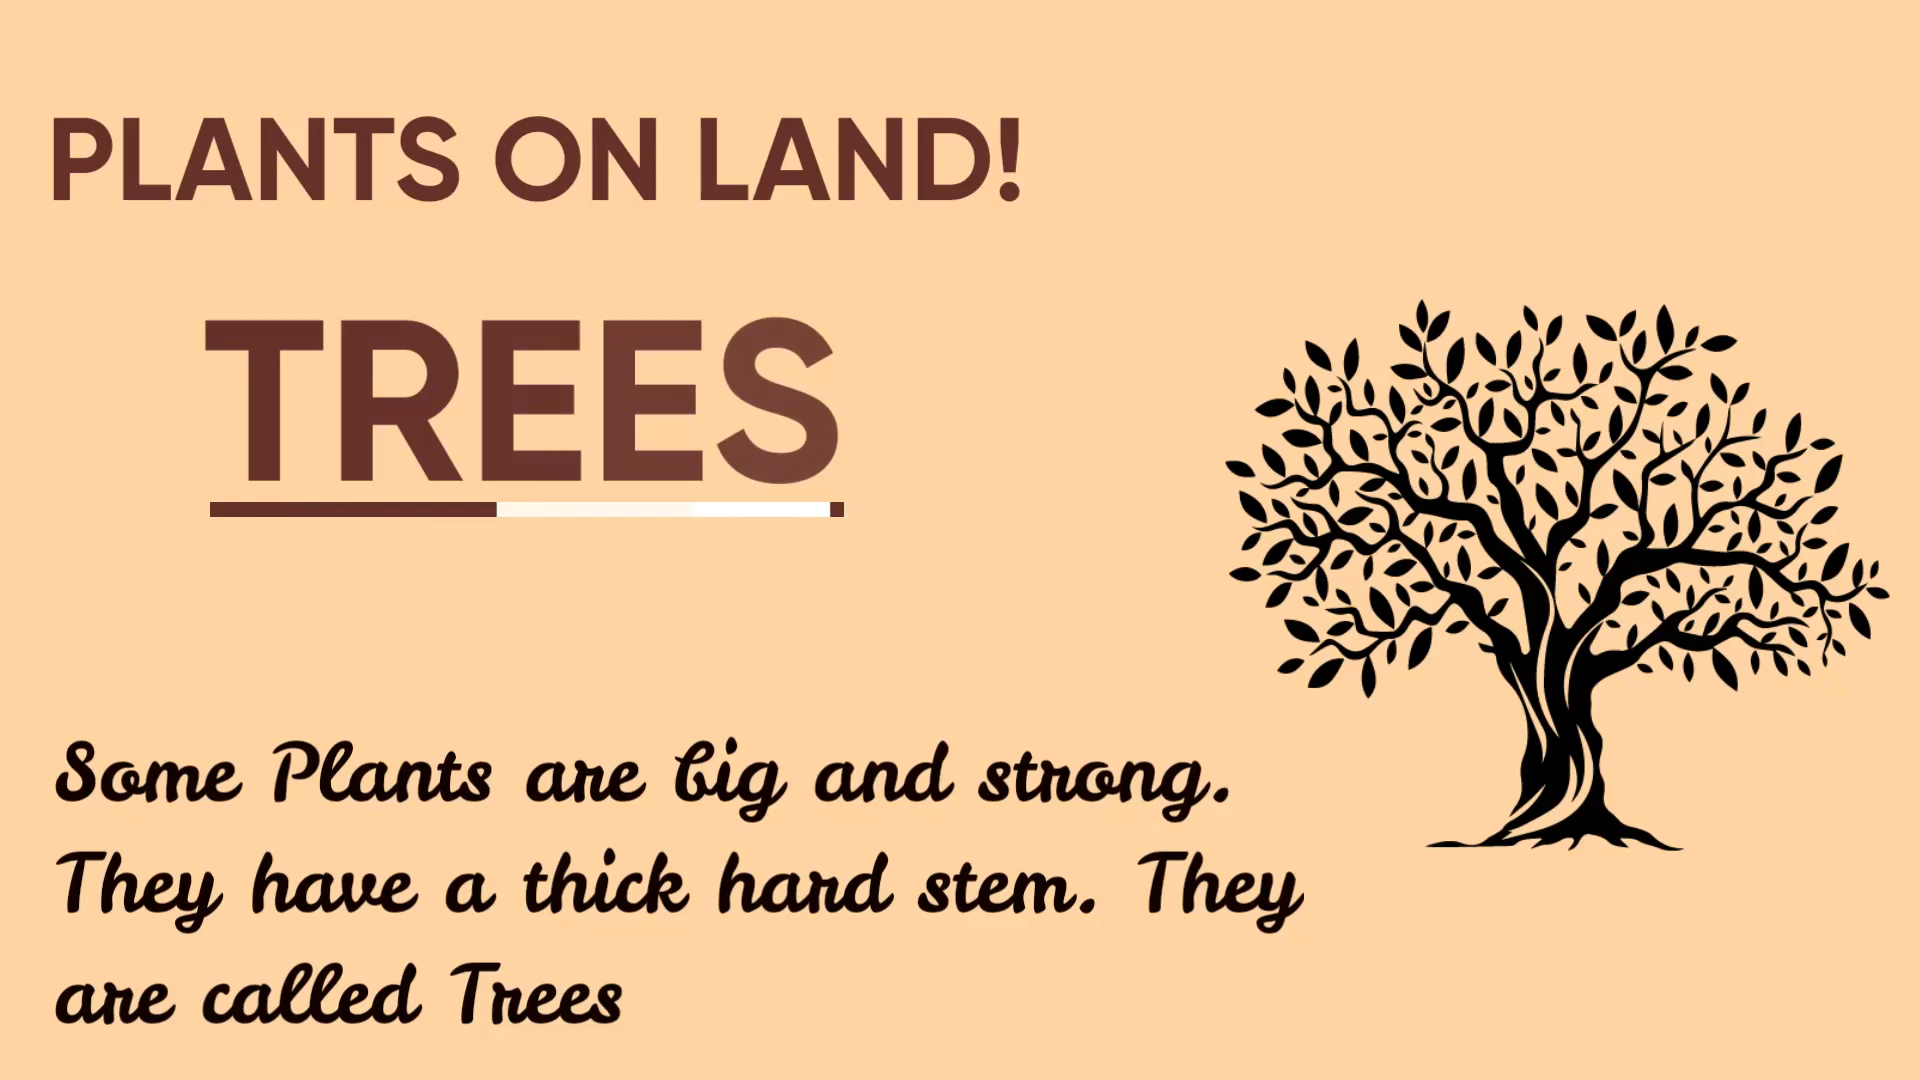 PLANTS ON LAND!
TREES
Some Plants are big and strong.
They have a thick hard stem. They
are called Trees